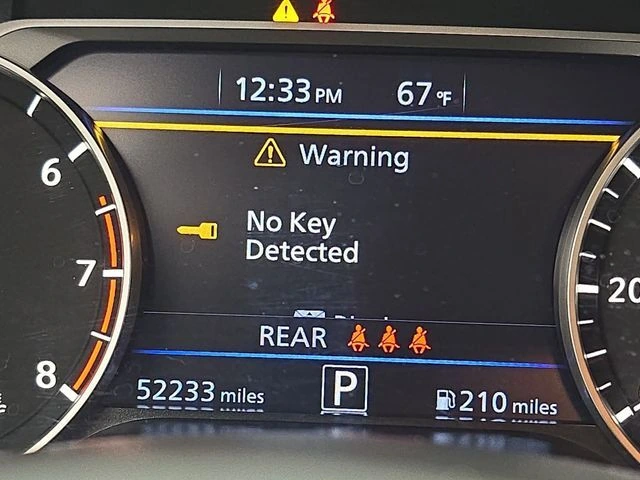 12:33 PM 67°F
Warning
No Key
Detected
REAR
6
7
8
20
52233 miles
P
210 miles